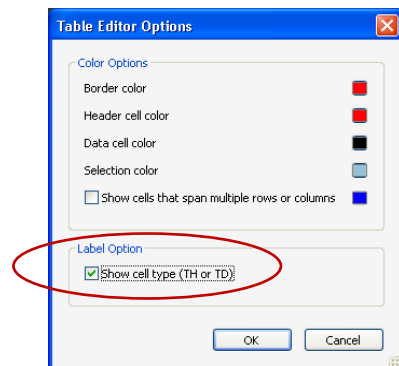 Table Editor Options
Color Options
Border color
Header cell color
Data cell color
Selection color
Show cells that span multiple rows or columns
Label Option
Show cell type (TH or TD)
OK Cancel